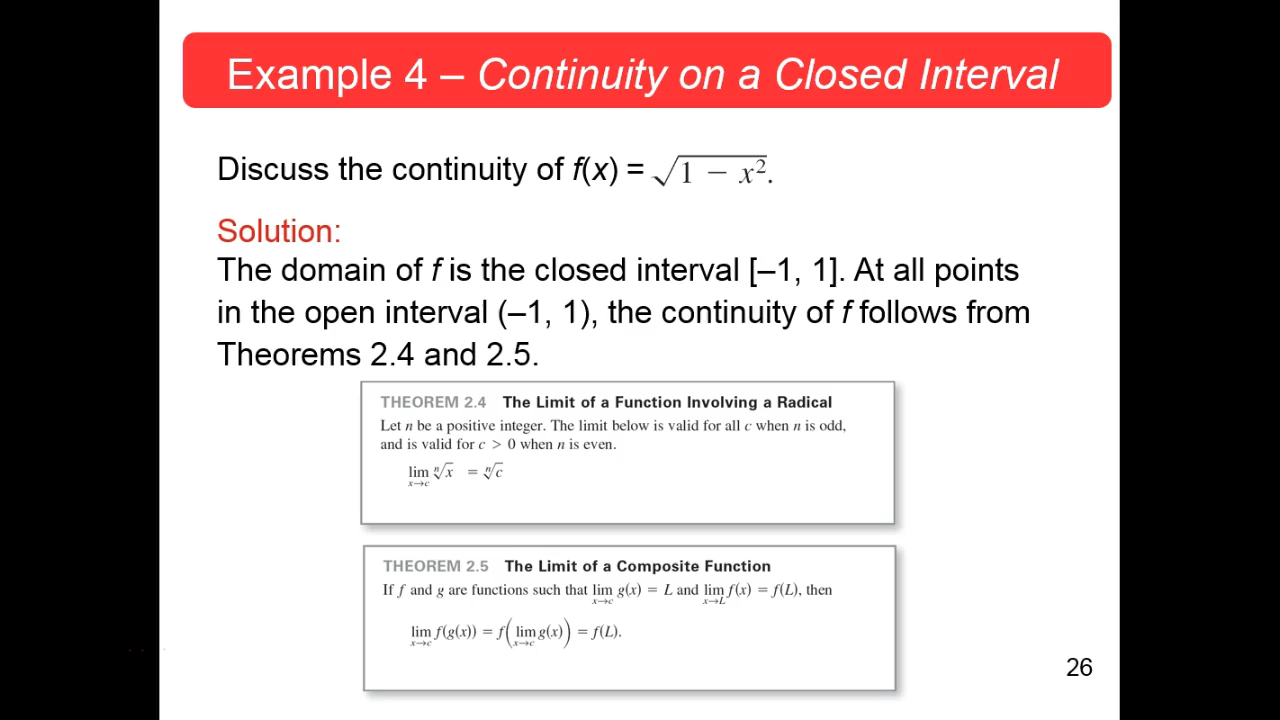 Example 4 – Continuity on a Closed Interval
Discuss the continuity of f(x) = √(1 − x²).
Solution:
The domain of f is the closed interval [–1, 1]. At all points
in the open interval (–1, 1), the continuity of f follows from
Theorems 2.4 and 2.5.
THEOREM 2.4 The Limit of a Function Involving a Radical
Let n be a positive integer. The limit below is valid for all c when n is odd,
and is valid for c > 0 when n is even.
lim x→c ⁿ√x = ⁿ√c
THEOREM 2.5 The Limit of a Composite Function
If f and g are functions such that lim x→c g(x) = L and lim x→L f(x) = f(L), then
lim x→c f(g(x)) = f(lim x→c g(x)) = f(L).
26